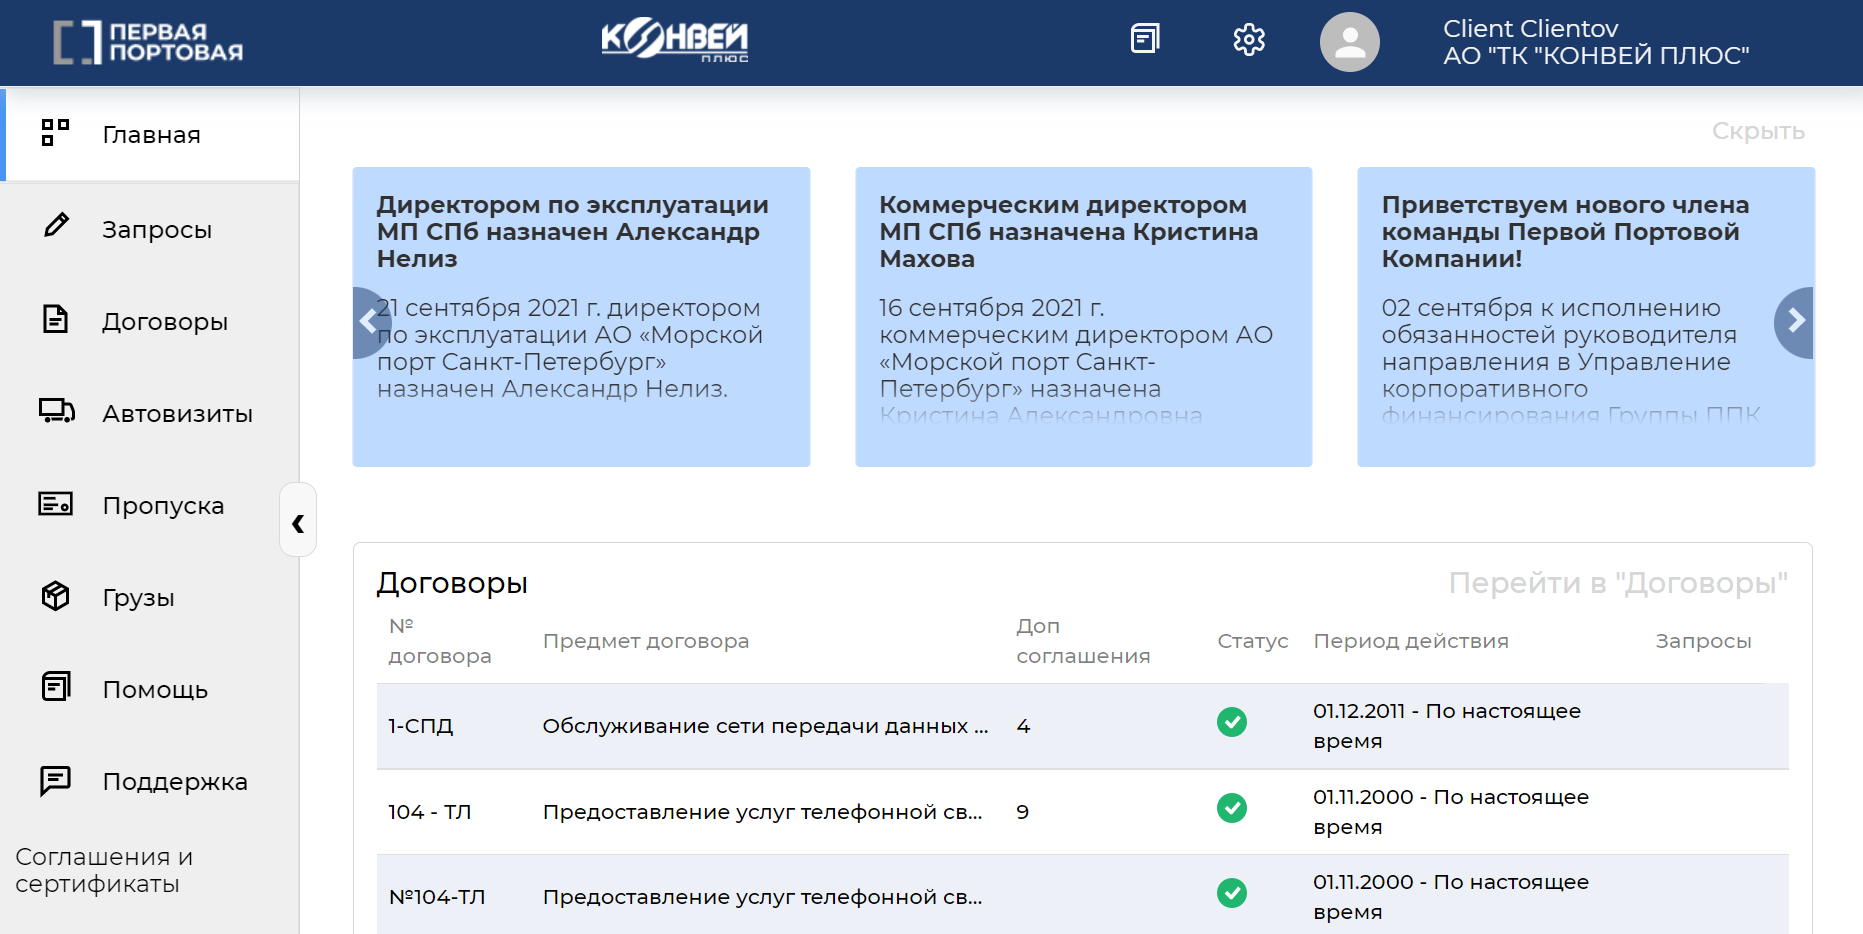 ПЕРВАЯ
ПОРТОВАЯ
КОНВЕЙ
ПЛЮС
Client Clientov
АО "ТК "КОНВЕЙ ПЛЮС"
Главная
Запросы
Договоры
Автовизиты
Пропуска
Грузы
Помощь
Поддержка
Соглашения и
сертификаты
Скрыть
Директором по эксплуатации
МП СПб назначен Александр
Нелиз
21 сентября 2021 г. директором
по эксплуатации АО «Морской
порт Санкт-Петербург»
назначен Александр Нелиз.
Коммерческим директором
МП СПб назначена Кристина
Махова
16 сентября 2021 г.
коммерческим директором АО
«Морской порт Санкт-
Петербург» назначена
Кристина Александровна
Приветствуем нового члена
команды Первой Портовой
Компании!
02 сентября к исполнению
обязанностей руководителя
направления в Управление
корпоративного
финансирования Группы ППК
Договоры
Перейти в "Договоры"
№
договора
Предмет договора
Доп
соглашения
Статус
Период действия
Запросы
1-СПД
Обслуживание сети передачи данных ...
4
01.12.2011 - По настоящее
время
104 - ТЛ
Предоставление услуг телефонной св...
9
01.11.2000 - По настоящее
время
№104-ТЛ
Предоставление услуг телефонной св...
01.11.2000 - По настоящее
время